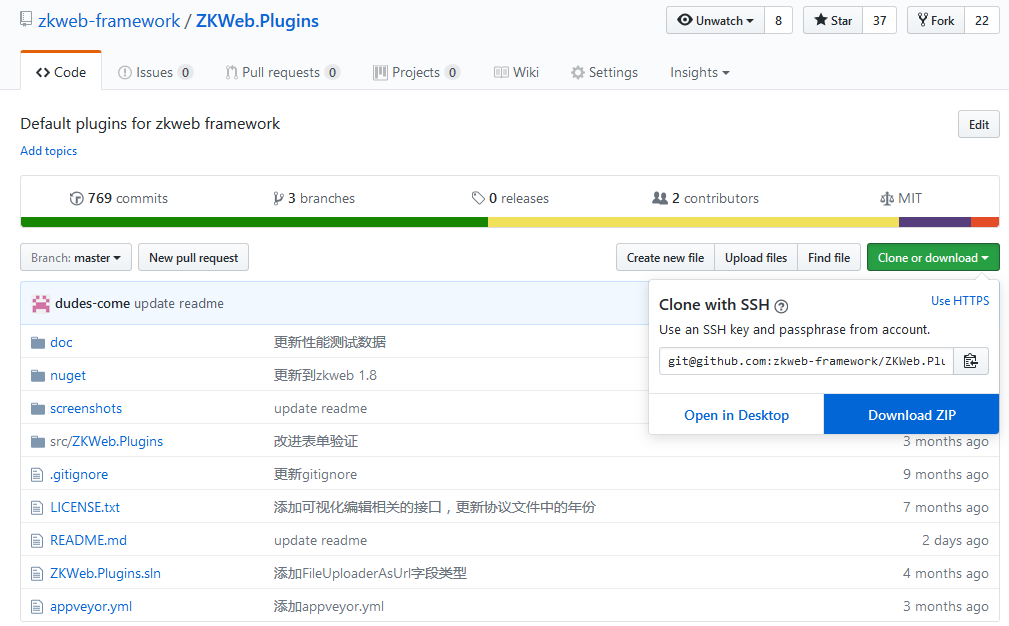 zkweb-framework / ZKWeb.Plugins
Unwatch 8 Star 37 Fork 22
Code Issues 0 Pull requests 0 Projects 0 Wiki Settings Insights
Default plugins for zkweb framework Edit
Add topics
769 commits 3 branches 0 releases 2 contributors MIT
Branch: master New pull request Create new file Upload files Find file Clone or download
dudes-come update readme
Clone with SSH ? Use HTTPS
Use an SSH key and passphrase from account.
git@github.com:zkweb-framework/ZKWeb.Plu
Open in Desktop Download ZIP
doc 更新性能测试数据
nuget 更新到zkweb 1.8
screenshots update readme
src/ZKWeb.Plugins 改进表单验证 3 months ago
.gitignore 更新gitignore 9 months ago
LICENSE.txt 添加可视化编辑相关的接口，更新协议文件中的年份 7 months ago
README.md update readme 2 days ago
ZKWeb.Plugins.sln 添加FileUploaderAsUrl字段类型 4 months ago
appveyor.yml 添加appveyor.yml 3 months ago